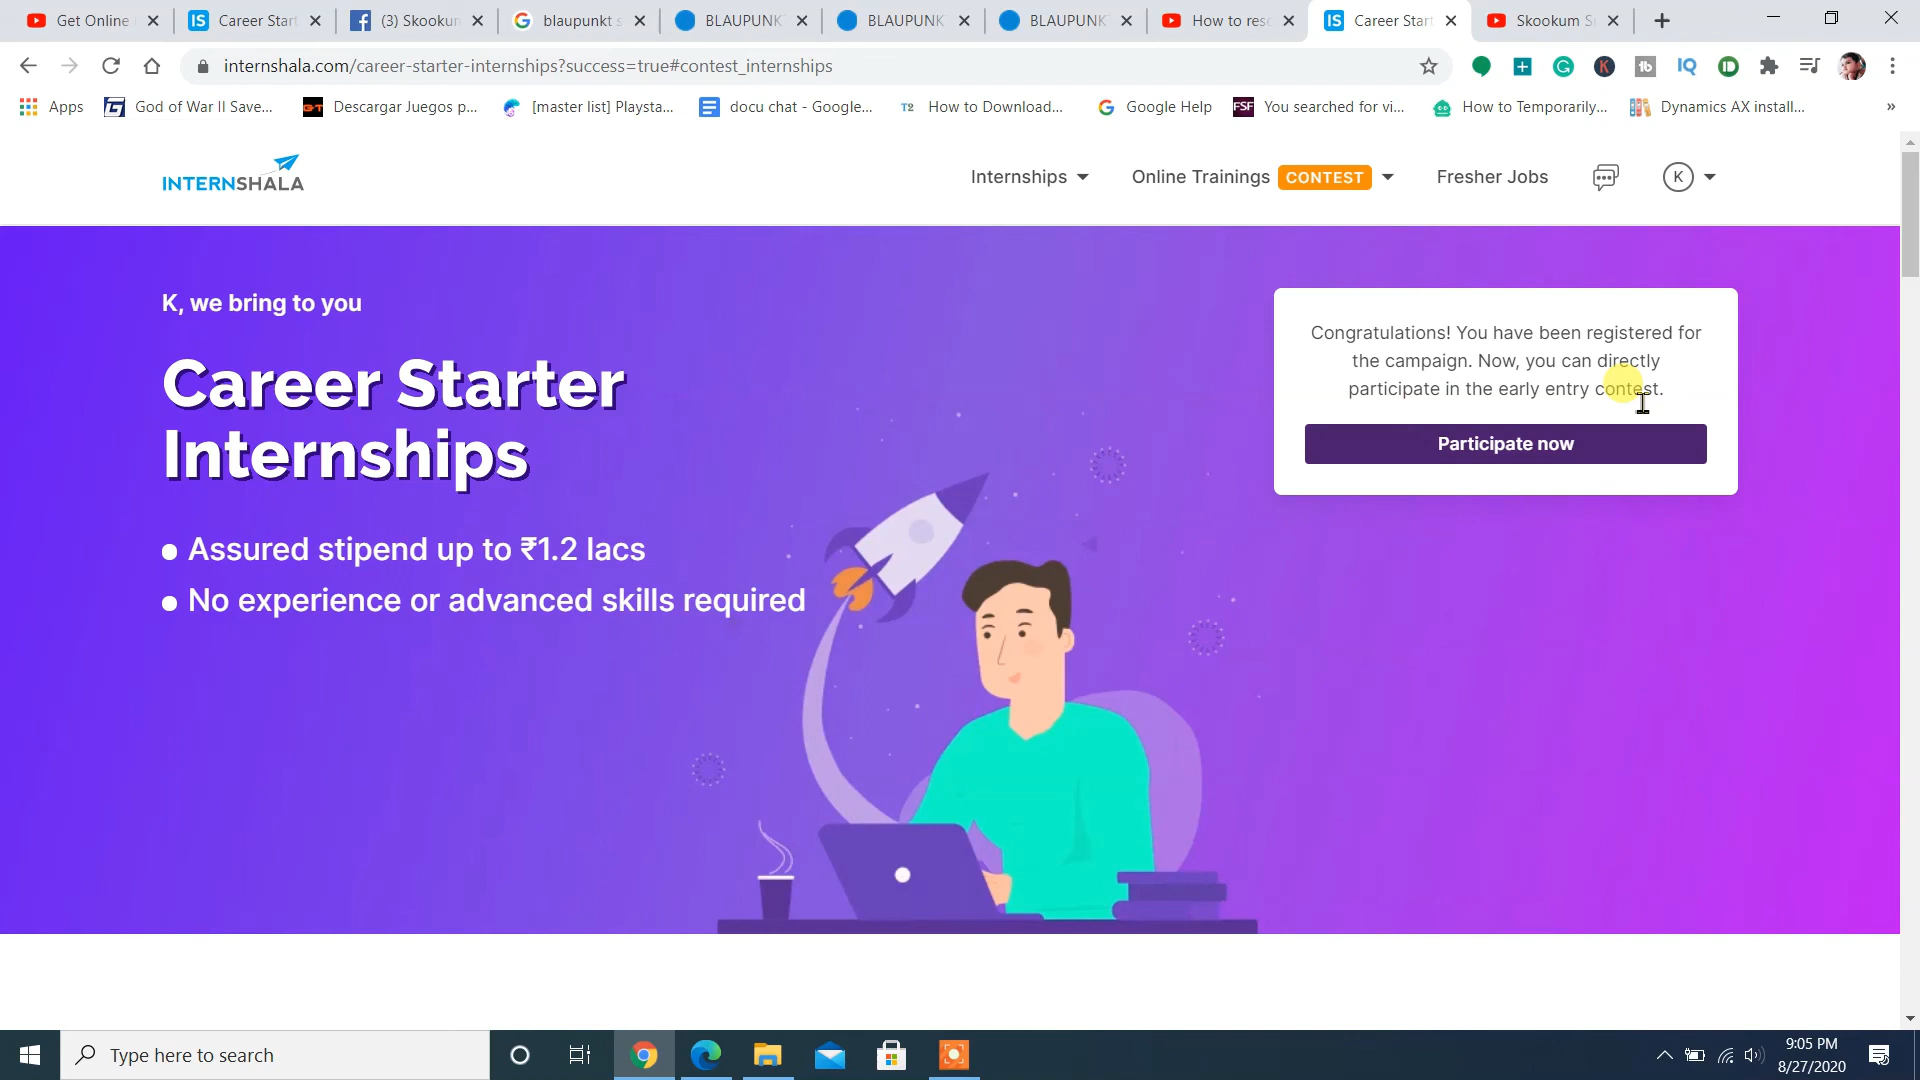 Get Online
Career Start
(3) Skookum
blaupunkt s
BLAUPUNKT
BLAUPUNK
BLAUPUNKT
How to reso
Career Start
Skookum S
internshala.com/career-starter-internships?success=true#contest_internships
Apps
God of War II Save...
Descargar Juegos p...
[master list] Playsta...
docu chat - Google...
How to Download...
Google Help
You searched for vi...
How to Temporarily,...
Dynamics AX install...
»
INTERNSHALA
Internships
Online Trainings CONTEST
Fresher Jobs
K
K, we bring to you
Career Starter
Internships
Assured stipend up to ₹1.2 lacs
No experience or advanced skills required
Congratulations! You have been registered for
the campaign. Now, you can directly
participate in the early entry contest.
Participate now
Type here to search
9:05 PM
8/27/2020